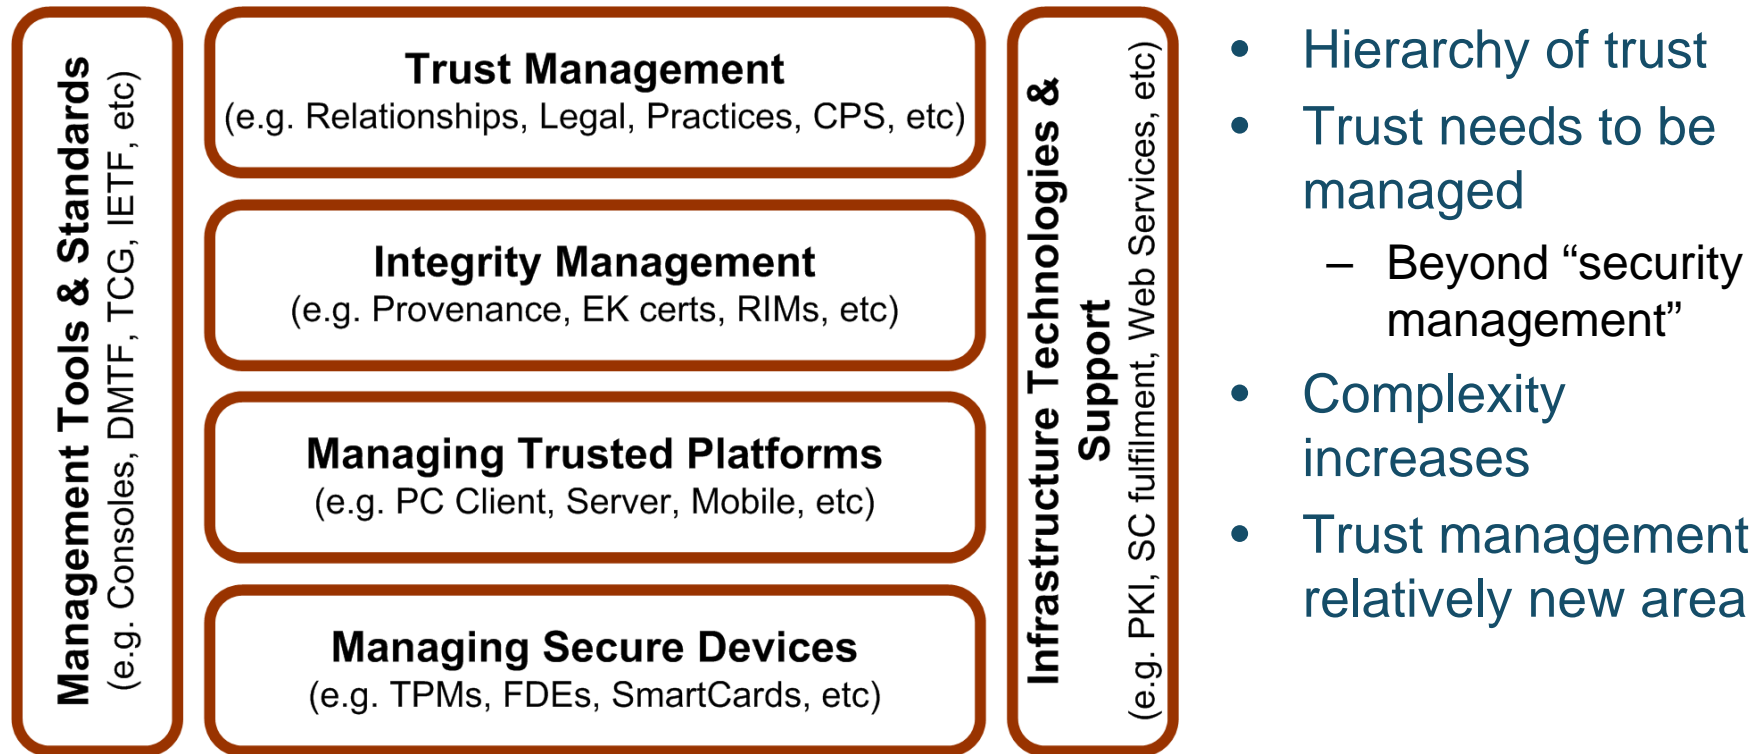 Management Tools & Standards
(e.g. Consoles, DMTF, TCG, IETF, etc)
Trust Management
(e.g. Relationships, Legal, Practices, CPS, etc)
Integrity Management
(e.g. Provenance, EK certs, RIMs, etc)
Managing Trusted Platforms
(e.g. PC Client, Server, Mobile, etc)
Managing Secure Devices
(e.g. TPMs, FDEs, SmartCards, etc)
Infrastructure Technologies &
Support
(e.g. PKI, SC fulfilment, Web Services, etc)
• Hierarchy of trust
• Trust needs to be
managed
– Beyond “security
management”
• Complexity
increases
• Trust management
relatively new area